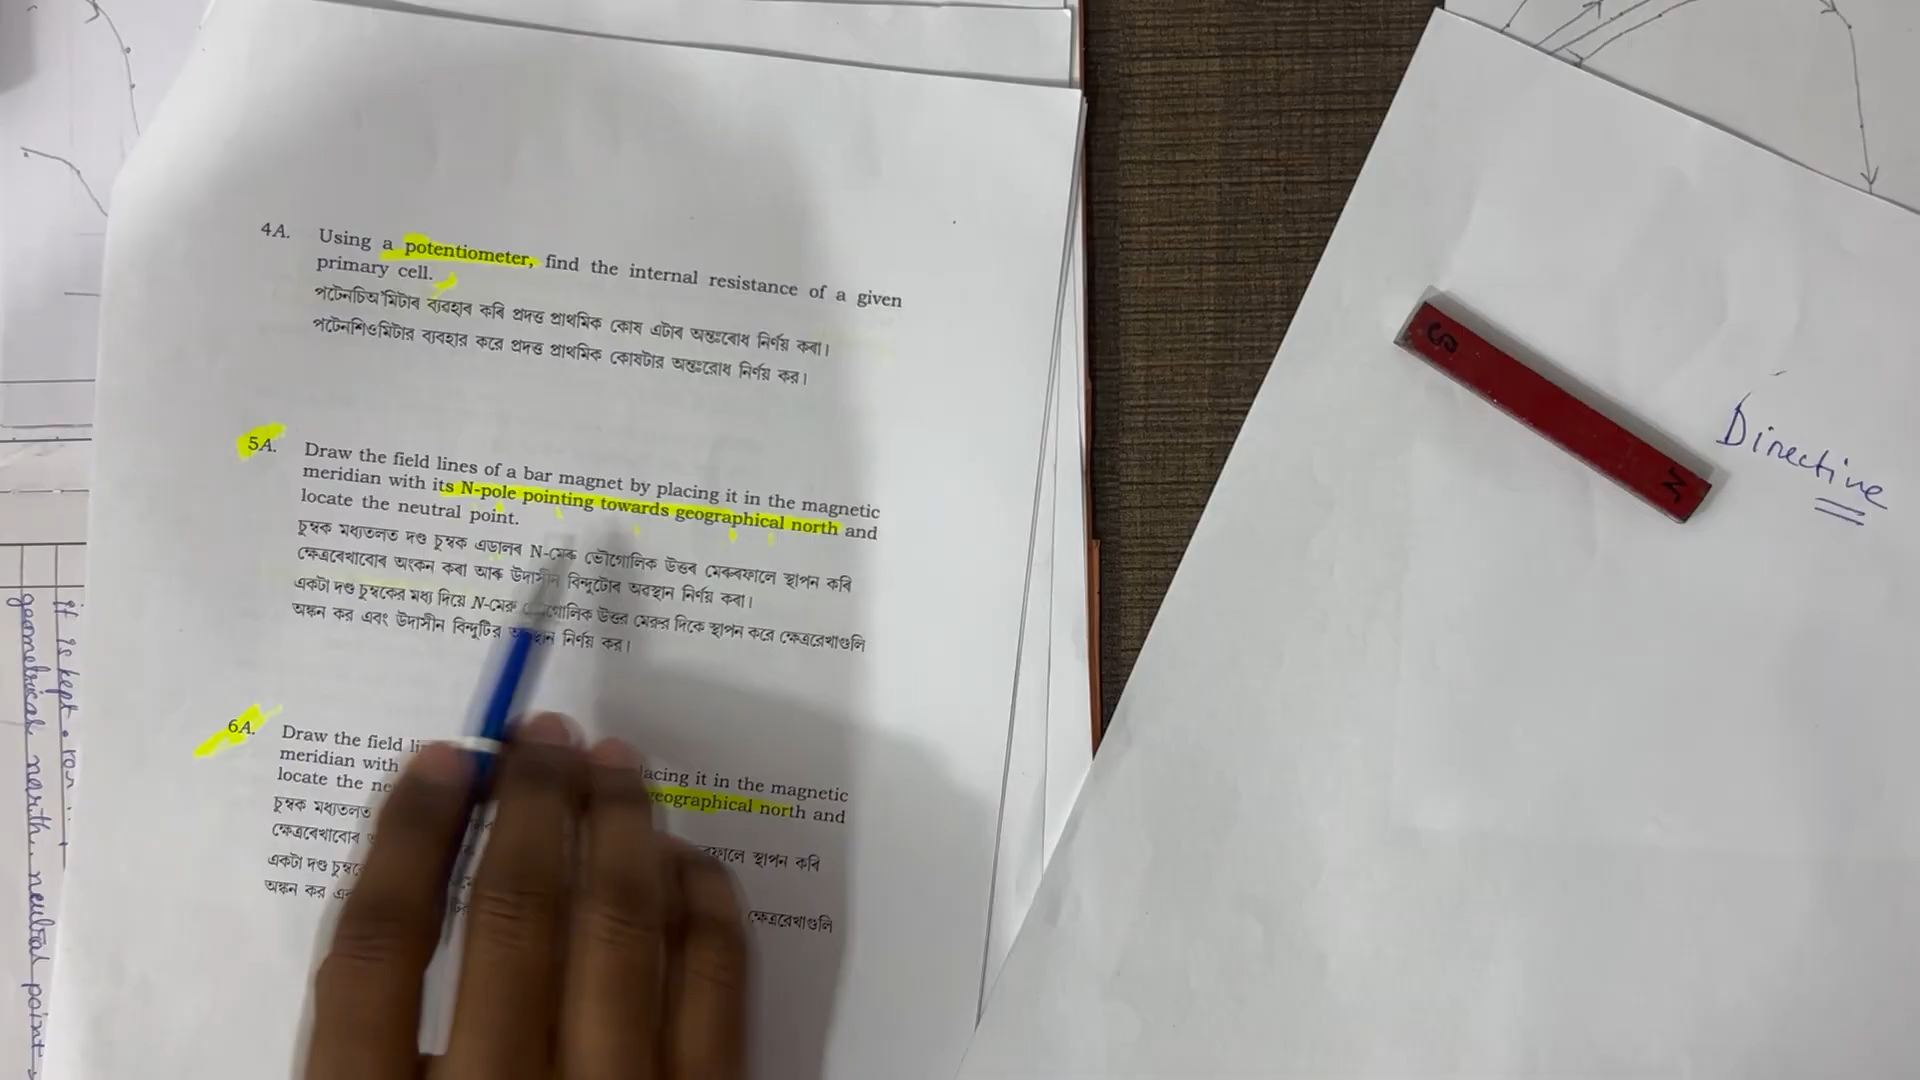 4A. Using a potentiometer, find the internal resistance of a given
primary cell.
পটেনচিঅ'মিটাৰ ব্যৱহাৰ কৰি প্ৰদত্ত প্ৰাথমিক কোষ এটাৰ অন্তঃৰোধ নিৰ্ণয় কৰা।
পটেনশিওমিটার ব্যবহার করে প্রদত্ত প্রাথমিক কোষটার অন্তঃরোধ নির্ণয় কর।
5A. Draw the field lines of a bar magnet by placing it in the magnetic
meridian with its N-pole pointing towards geographical north and
locate the neutral point.
চুম্বক মধ্যতলত দণ্ড চুম্বক এডালৰ N-মেৰু ভৌগোলিক উত্তৰ মেৰুৰফালে স্থাপন কৰি
ক্ষেত্ৰৰেখাবোৰ অংকন কৰা আৰু উদাসীন বিন্দুটোৰ অৱস্থান নিৰ্ণয় কৰা।
একটা দণ্ড চুম্বকের মধ্য দিয়ে N-মেরু উত্তর মেরুর দিকে স্থাপন করে ক্ষেত্ররেখাগুলি
অঙ্কন কর এবং উদাসীন বিন্দুটির নির্ণয় কর।
6A. Draw the field
meridian with placing it in the magnetic
locate the geographical north and
চুম্বক মধ্যতলত স্থাপন কৰি
ক্ষেত্ৰৰেখাবোৰ
একটা দণ্ড ক্ষেত্ররেখাগুলি
অঙ্কন কর
S
N
Directive
it is kept
geometrical north. neutral point